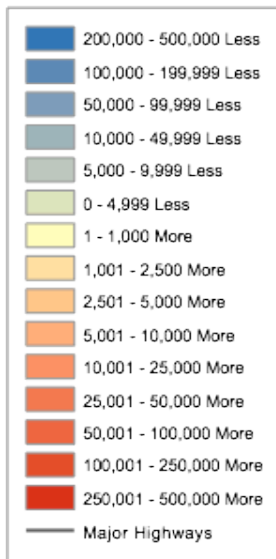 200,000 - 500,000 Less
100,000 - 199,999 Less
50,000 - 99,999 Less
10,000 - 49,999 Less
5,000 - 9,999 Less
0 - 4,999 Less
1 - 1,000 More
1,001 - 2,500 More
2,501 - 5,000 More
5,001 - 10,000 More
10,001 - 25,000 More
25,001 - 50,000 More
50,001 - 100,000 More
100,001 - 250,000 More
250,001 - 500,000 More
Major Highways